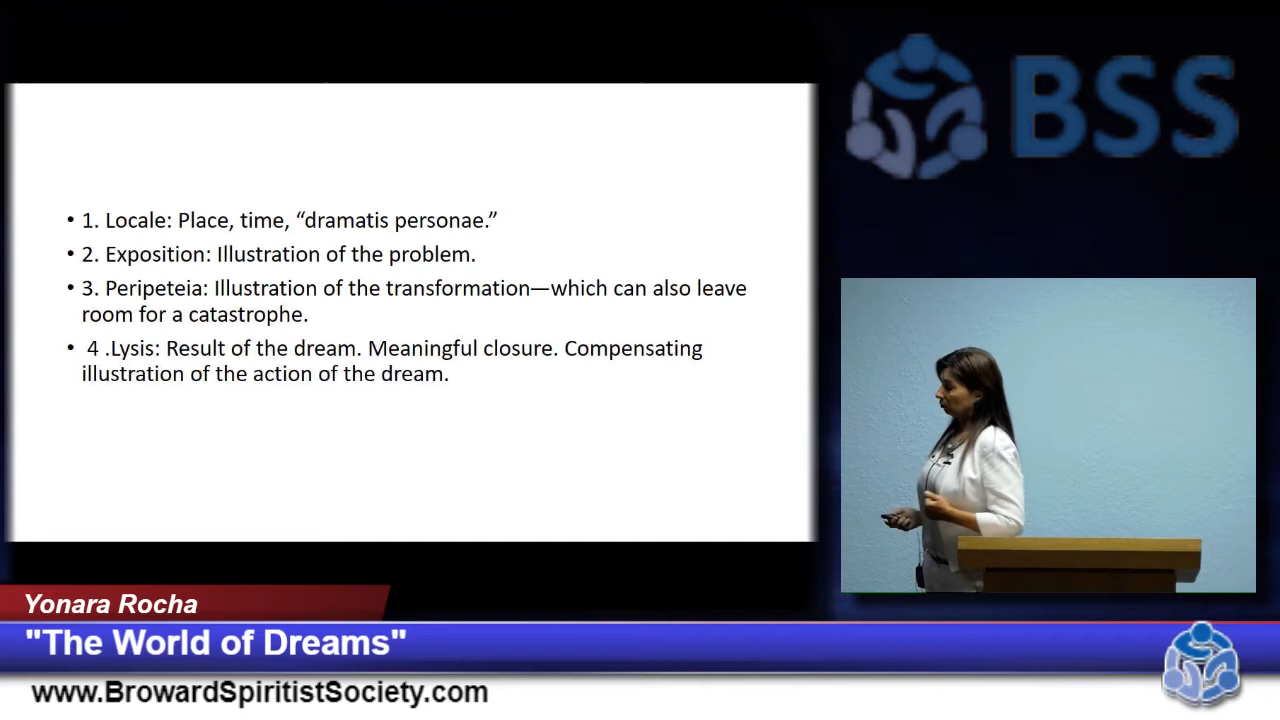 BSS
• 1. Locale: Place, time, “dramatis personae.”
• 2. Exposition: Illustration of the problem.
• 3. Peripeteia: Illustration of the transformation—which can also leave
room for a catastrophe.
• 4 .Lysis: Result of the dream. Meaningful closure. Compensating
illustration of the action of the dream.
Yonara Rocha
"The World of Dreams"
www.BrowardSpiritistSociety.com